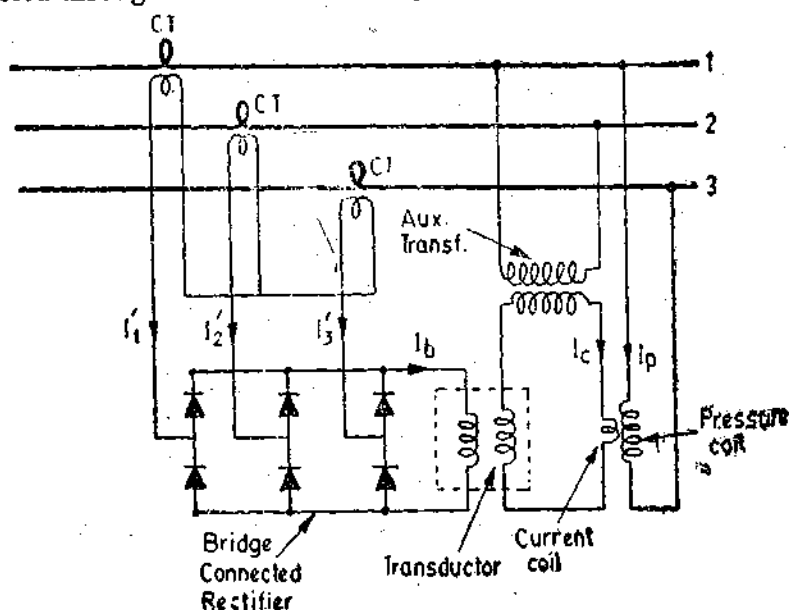 CT
1
CT
2
CT
3
Aux.
Transf.
I'1
I'2
I'3
Ib
Ic
Ip
Pressure
coil
Bridge
Connected
Rectifier
Transductor
Current
coil